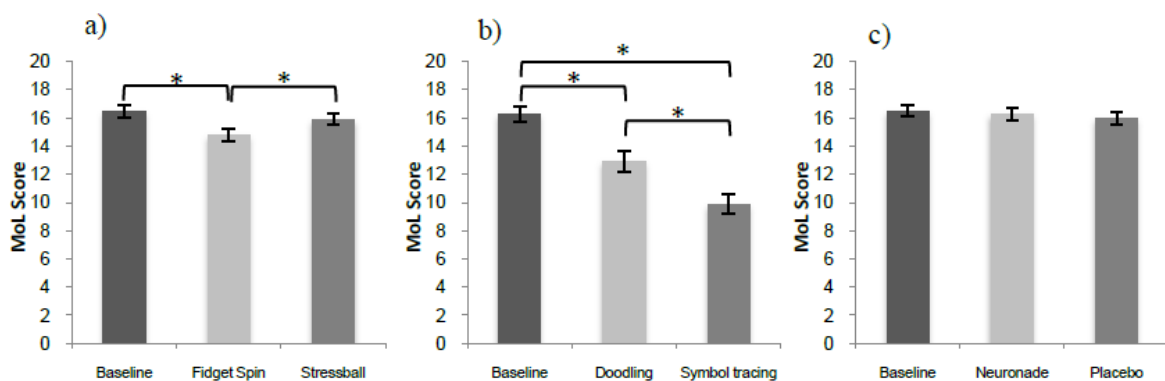 a)
*
*
20
18
16
14
12
10
8
6
4
2
0
MoL Score
Baseline
Fidget Spin
Stressball
b)
*
*
*
20
18
16
14
12
10
8
6
4
2
0
MoL Score
Baseline
Doodling
Symbol tracing
c)
20
18
16
14
12
10
8
6
4
2
0
MoL Score
Baseline
Neuronade
Placebo